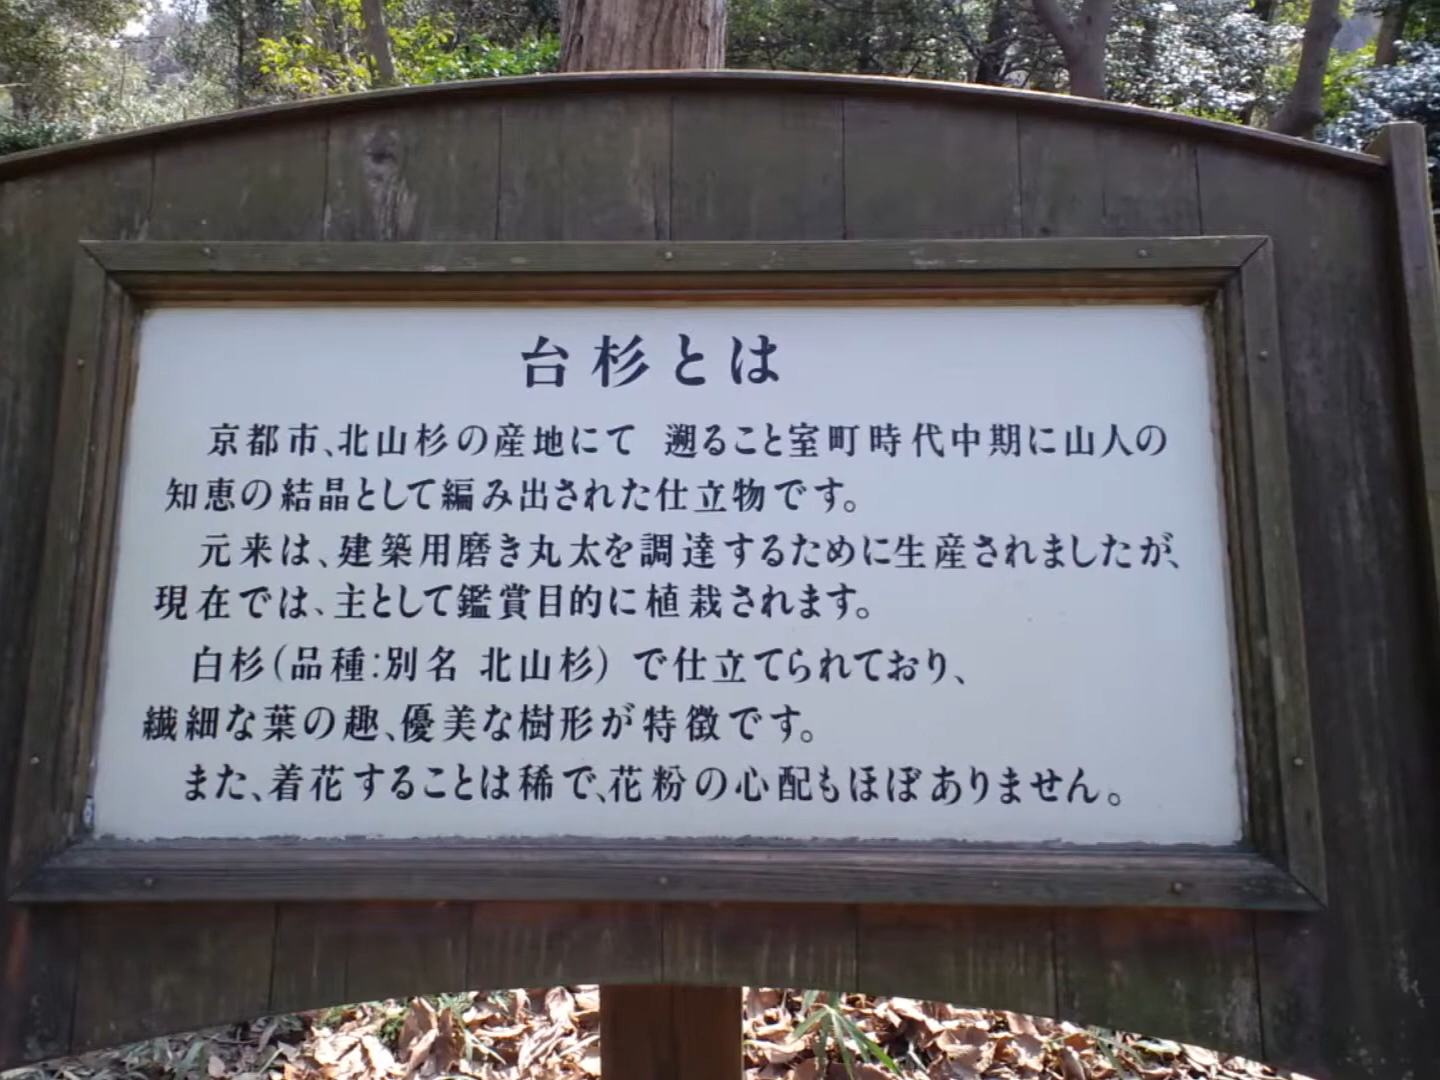 台杉とは
京都市、北山杉の産地にて 遡ること室町時代中期に山人の
知恵の結晶として編み出された仕立物です。
元来は、建築用磨き丸太を調達するために生産されましたが、
現在では、主として鑑賞目的に植栽されます。
白杉(品種:別名 北山杉) で仕立てられており、
繊細な葉の趣、優美な樹形が特徴です。
また、着花することは稀で、花粉の心配もほぼありません。